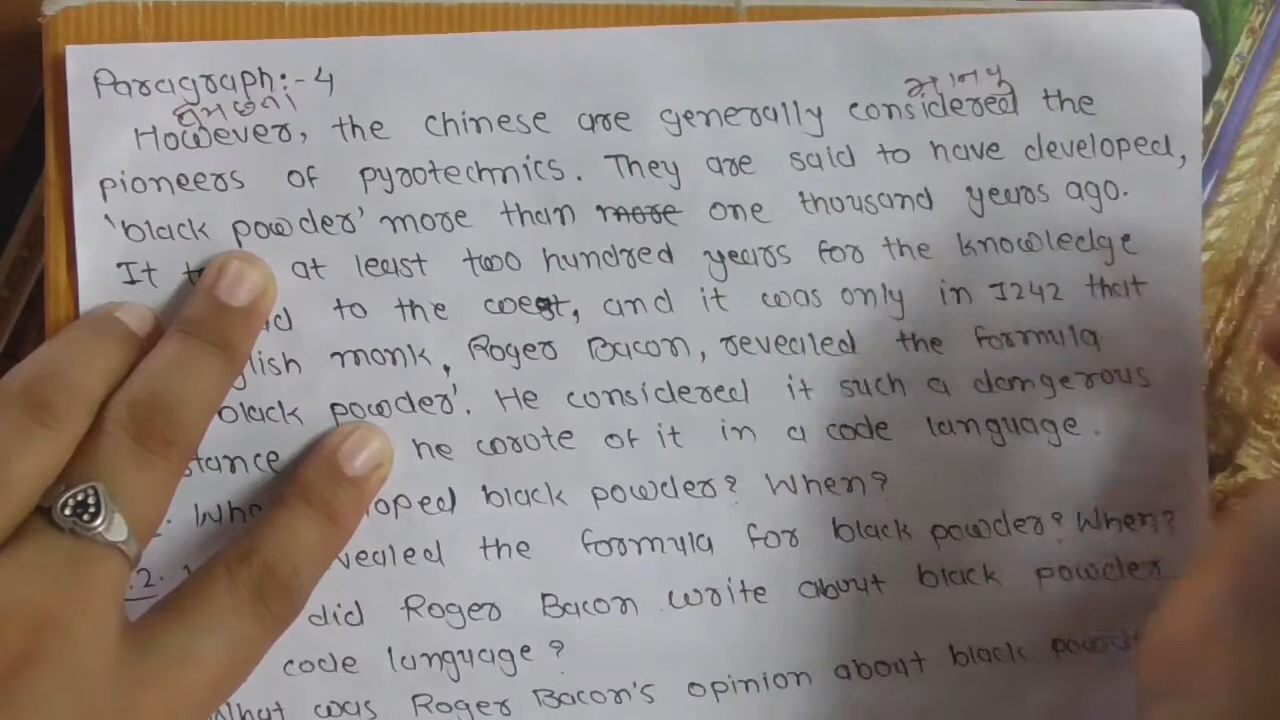 Paragraph:- 4
However, the chinese are generally considered the
pioneers of pyrotechnics. They are said to have developed,
'black powder' more than more one thousand years ago.
It at least two hundred years for the knowledge
to the west, and it was only in 1242 that
monk, Roger Bacon, revealed the formula
black powder'. He considered it such a dangerous
he wrote of it in a code language.
black powder? When?
2. the formula for black powder? When?
did Roger Bacon write about black powder
code language?
What was Roger Bacon's opinion about black